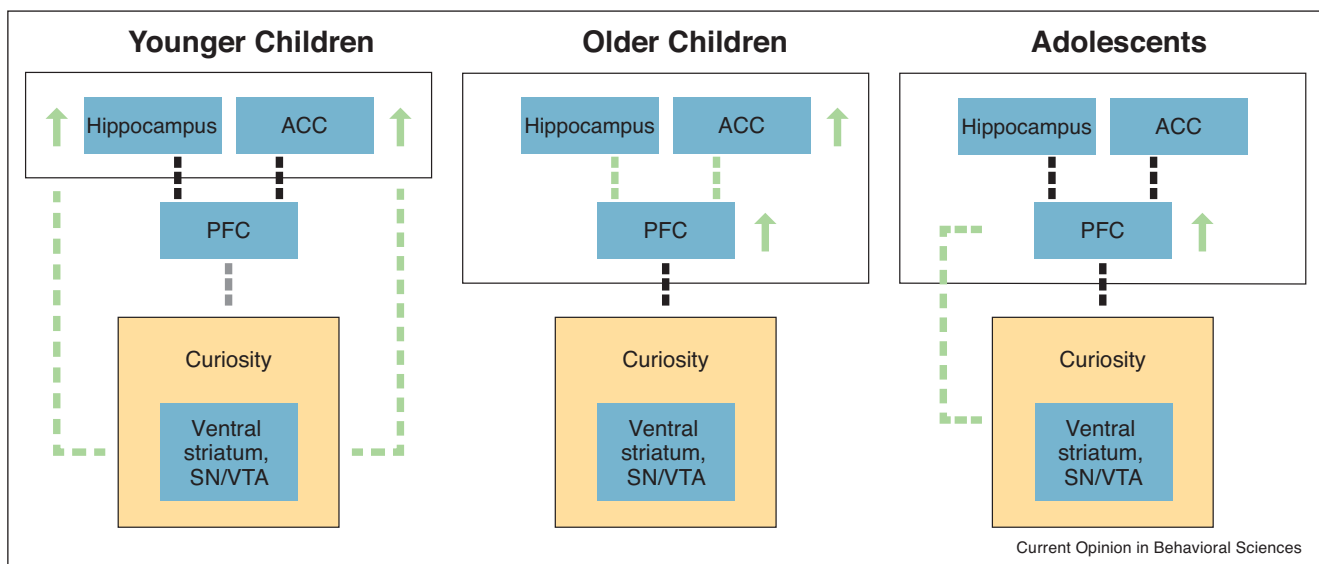 Younger Children
Older Children
Adolescents
Hippocampus
ACC
Hippocampus
ACC
Hippocampus
ACC
PFC
PFC
PFC
Curiosity
Curiosity
Curiosity
Ventral
striatum,
SN/VTA
Ventral
striatum,
SN/VTA
Ventral
striatum,
SN/VTA
Current Opinion in Behavioral Sciences